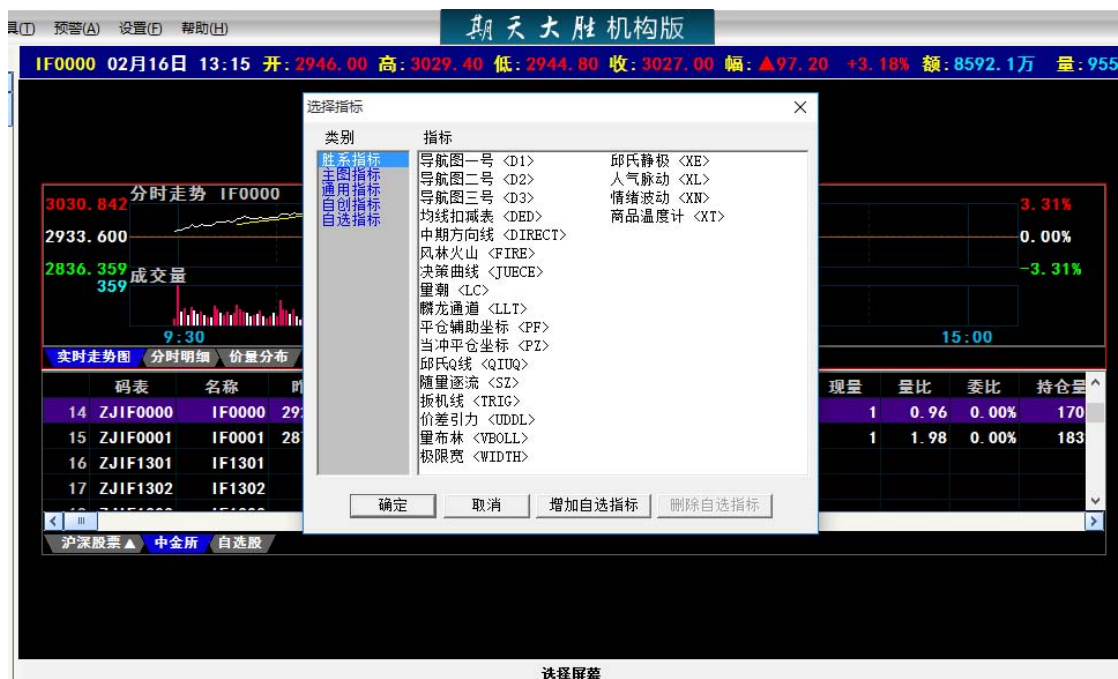 具(T) 预警(A) 设置(F) 帮助(H)
期天大胜 机构版
IF0000 02月16日 13:15 开:2946.00 高:3029.40 低:2944.80 收:3027.00 幅:▲97.20 +3.18% 额:8592.1万 量:955
选择指标
类别 指标
胜系指标
主图指标
通用指标
自创指标
自选指标
导航图一号 <D1> 邱氏静极 <XE>
导航图二号 <D2> 人气脉动 <XL>
导航图三号 <D3> 情绪波动 <XN>
均线扣减表 <DED> 商品温度计 <XT>
中期方向线 <DIRECT>
风林火山 <FIRE>
决策曲线 <JUECE>
量潮 <LC>
麟龙通道 <LLT>
平仓辅助坐标 <PF>
当冲平仓坐标 <PZ>
邱氏Q线 <QIUQ>
随量逐流 <SZ>
扳机线 <TRIG>
价差引力 <UDDL>
量布林 <VBOLL>
极限宽 <WIDTH>
确定 取消 增加自选指标 删除自选指标
分时走势 IF0000
3030.842 3.31%
2933.600 0.00%
2836.359 -3.31%
成交量
359
9:30 15:00
实时走势图 分时明细 价量分布
码表 名称 现量 量比 委比 持仓量
14 ZJIF0000 IF0000 29 1 0.96 0.00% 170
15 ZJIF0001 IF0001 28 1 1.98 0.00% 183
16 ZJIF1301 IF1301
17 ZJIF1302 IF1302
沪深股票▲ 中金所 自选股
选择屏幕